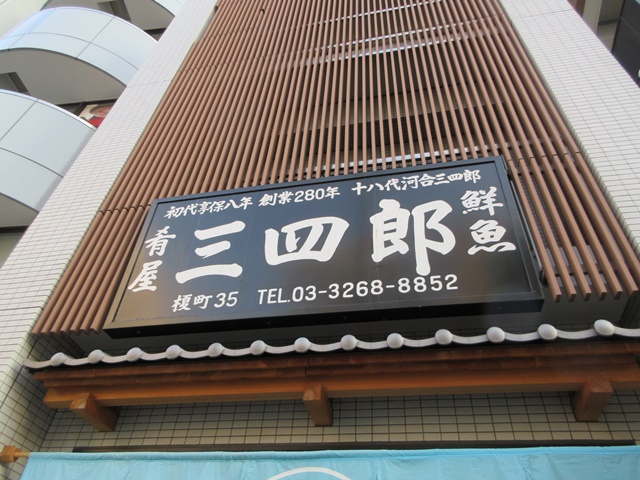 初代享保八年 創業280年 十八代河合三四郎
肴屋
三四郎
鮮魚
榎町35 TEL.03-3268-8852